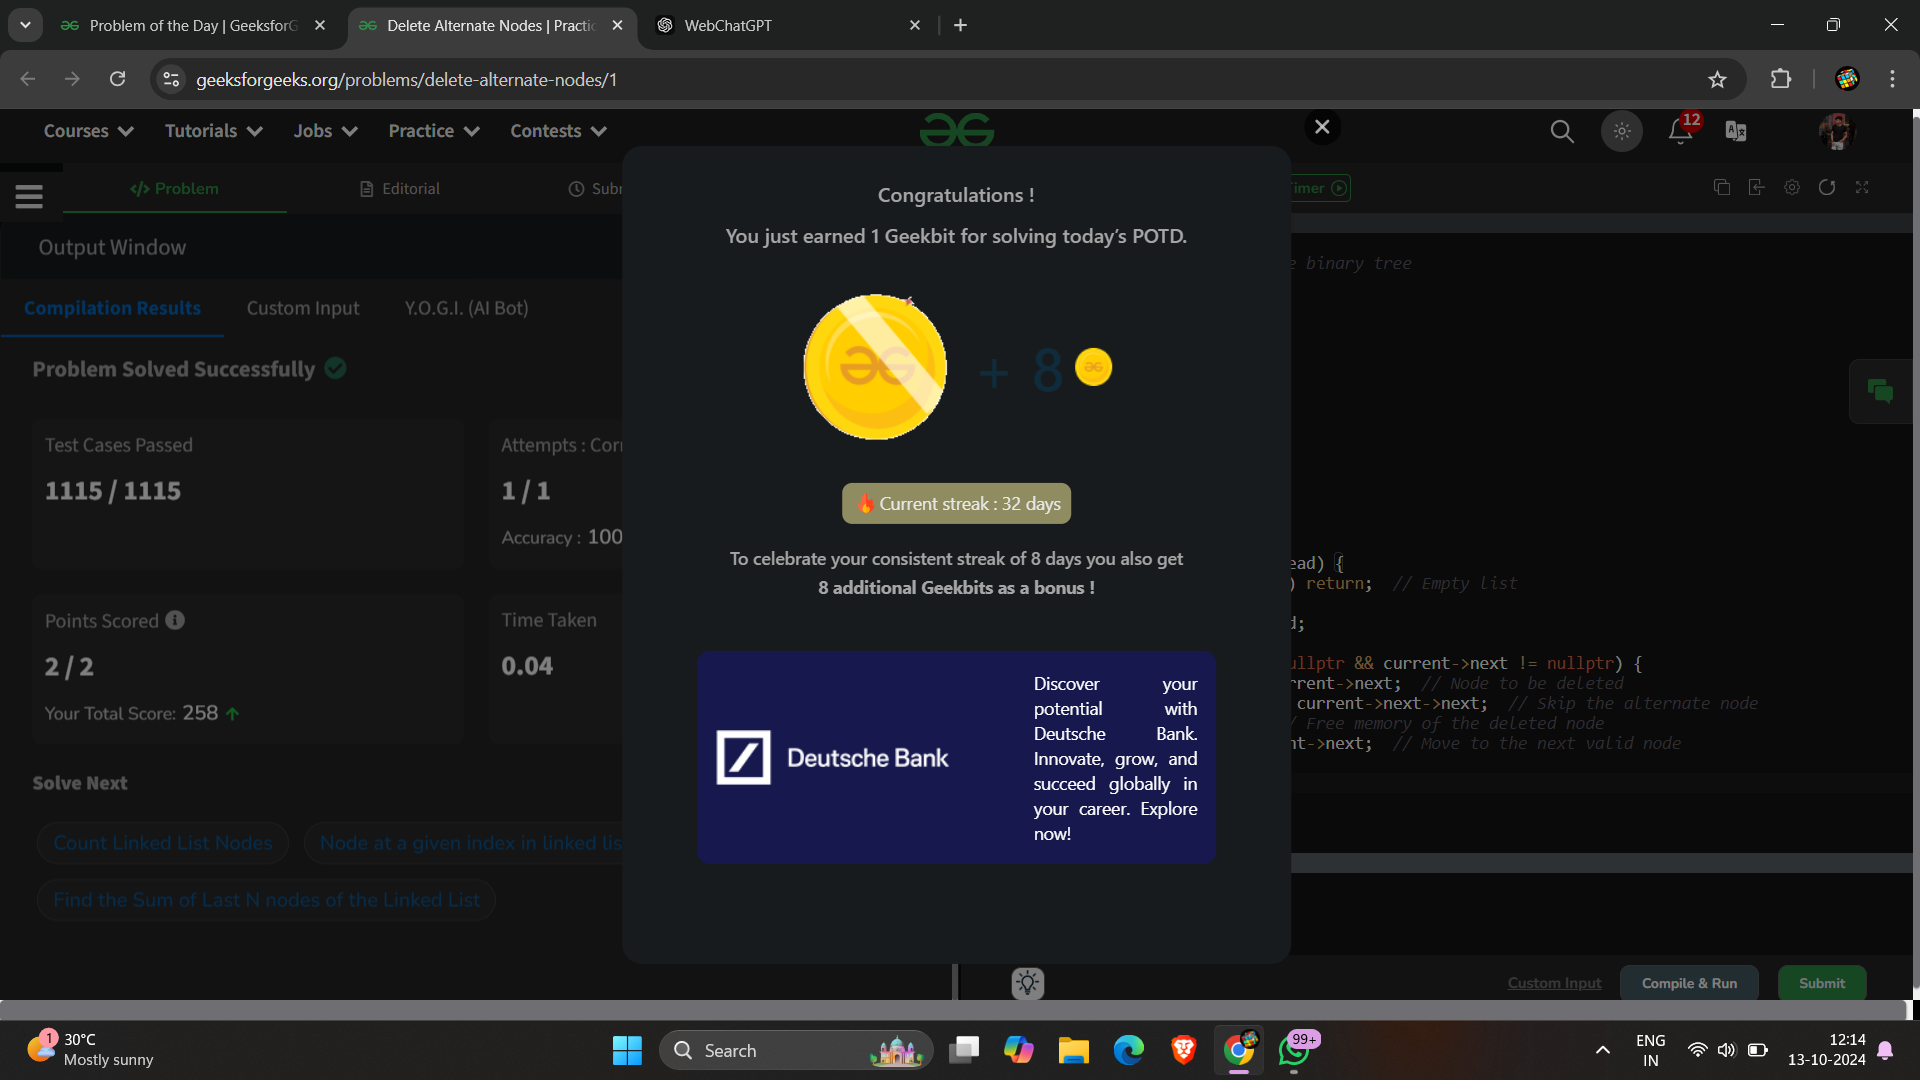 Problem of the Day | GeeksforG
Delete Alternate Nodes | Practic
WebChatGPT
geeksforgeeks.org/problems/delete-alternate-nodes/1
Courses
Tutorials
Jobs
Practice
Contests
12
Problem
Editorial
Output Window
Compilation Results
Custom Input
Y.O.G.I. (AI Bot)
Problem Solved Successfully
Test Cases Passed
1115 / 1115
Attempts : Corr
1 / 1
Accuracy : 100
Points Scored
2 / 2
Your Total Score: 258
Time Taken
0.04
Solve Next
Count Linked List Nodes
Node at a given index in linked lis
Find the Sum of Last N nodes of the Linked List
Congratulations !
You just earned 1 Geekbit for solving today’s POTD.
+ 8
Current streak : 32 days
To celebrate your consistent streak of 8 days you also get
8 additional Geekbits as a bonus !
Deutsche Bank
Discover your
potential with
Deutsche Bank.
Innovate, grow, and
succeed globally in
your career. Explore
now!
Timer
e binary tree
ead) {
) return; // Empty list
d;
ullptr && current->next != nullptr) {
rrent->next; // Node to be deleted
current->next->next; // Skip the alternate node
/ Free memory of the deleted node
nt->next; // Move to the next valid node
Custom Input
Compile & Run
Submit
1
30°C
Mostly sunny
Search
99+
ENG
IN
12:14
13-10-2024